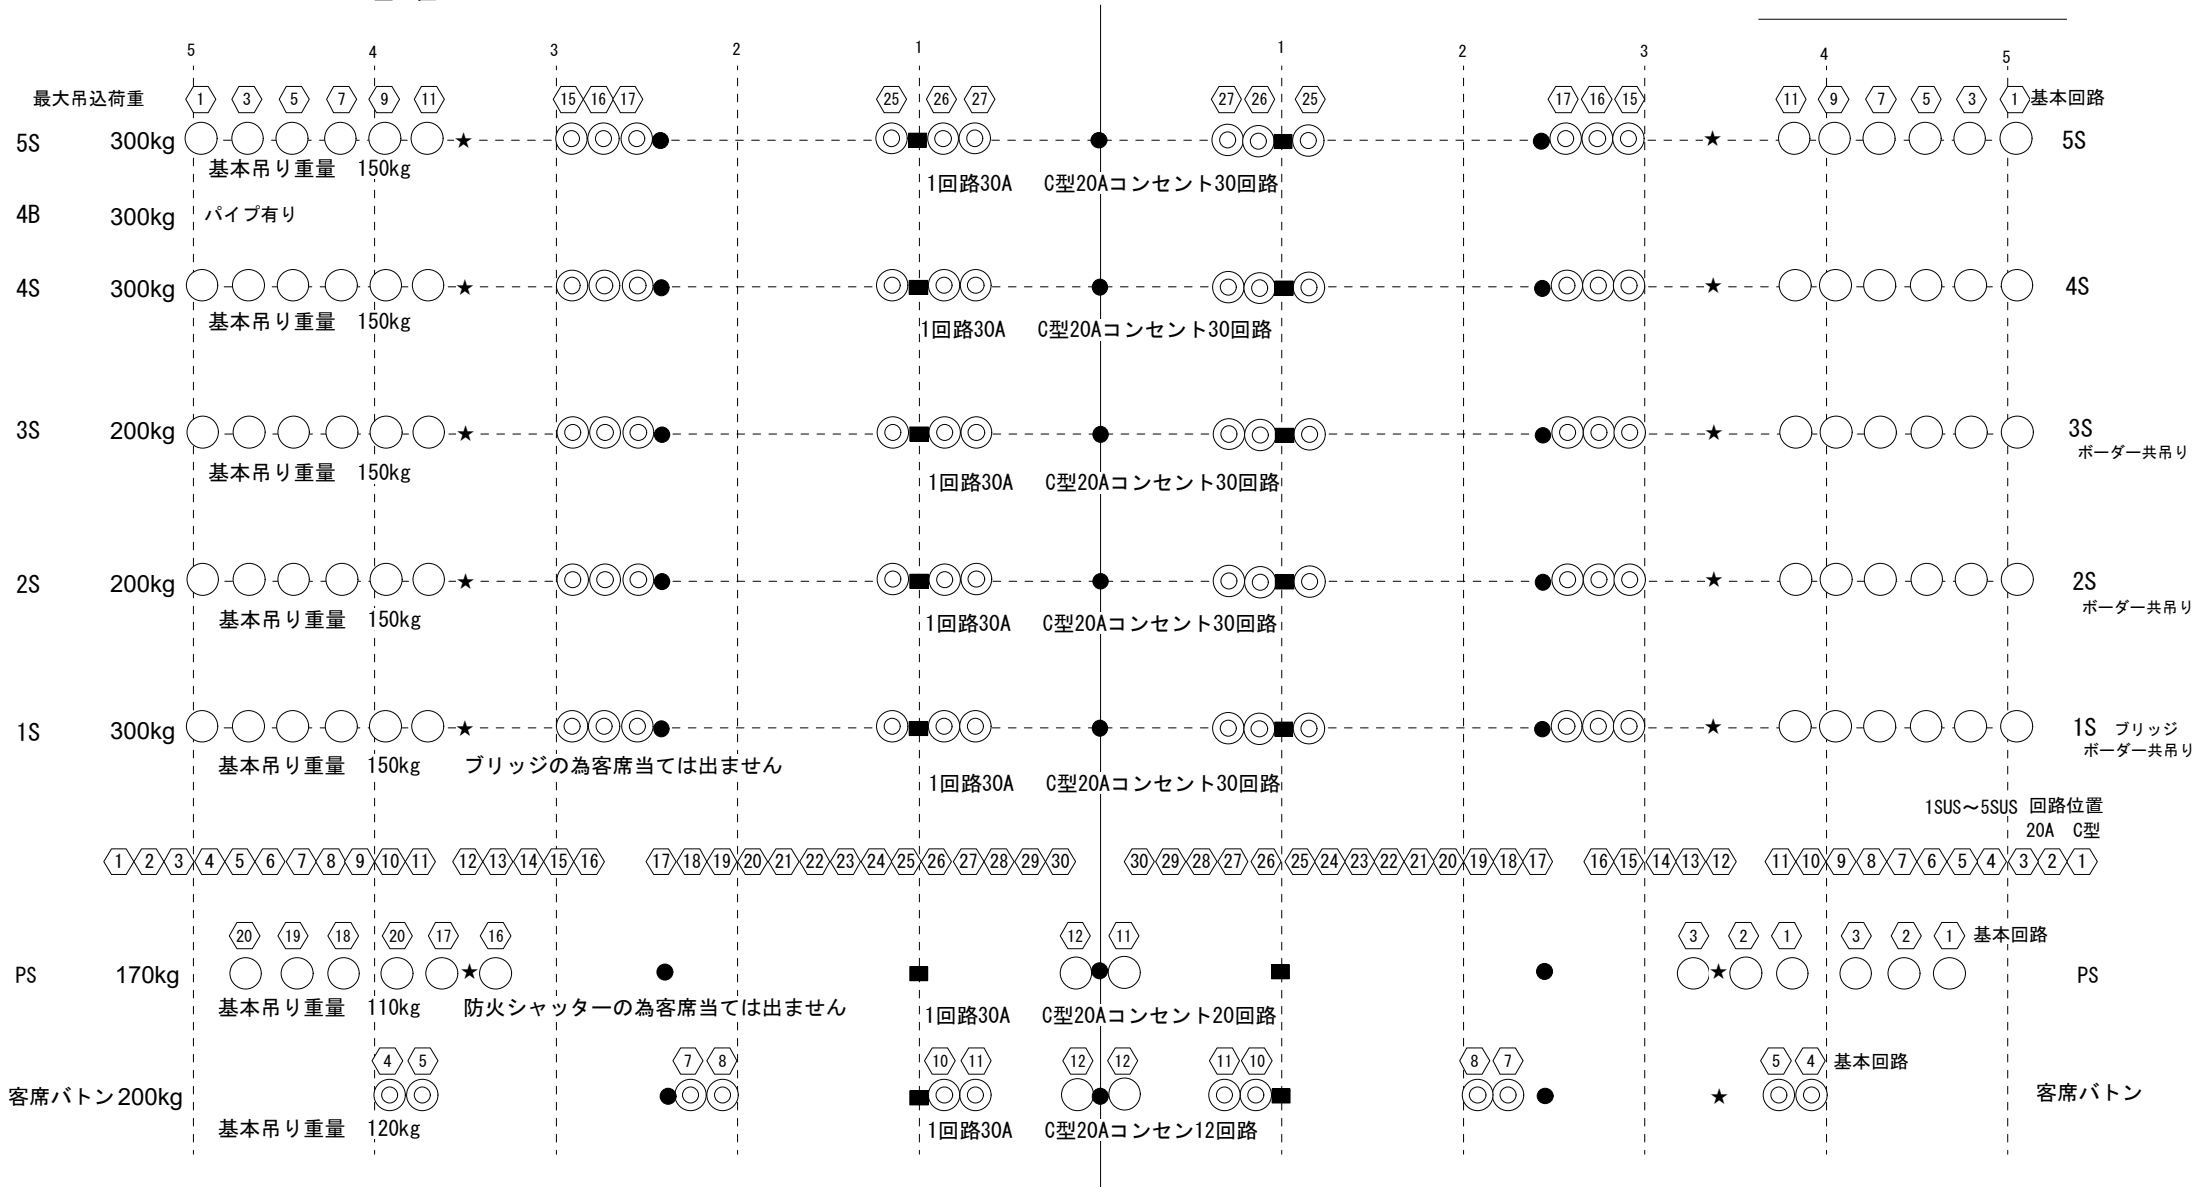 5 4 3 2 1 1 2 3 4 5
最大吊込荷重 1 3 5 7 9 11 15 16 17 25 26 27 27 26 25 17 16 15 11 9 7 5 3 1 基本回路
5S 300kg 5S
基本吊り重量 150kg
1回路30A C型20Aコンセント30回路
4B 300kg パイプ有り
4S 300kg 4S
基本吊り重量 150kg
1回路30A C型20Aコンセント30回路
3S 200kg 3S
ボーダー共吊り
基本吊り重量 150kg
1回路30A C型20Aコンセント30回路
2S 200kg 2S
ボーダー共吊り
基本吊り重量 150kg
1回路30A C型20Aコンセント30回路
1S 300kg 1S ブリッジ
ボーダー共吊り
基本吊り重量 150kg ブリッジの為客席当ては出ません
1回路30A C型20Aコンセント30回路
1SUS～5SUS 回路位置
20A C型
1 2 3 4 5 6 7 8 9 10 11 12 13 14 15 16 17 18 19 20 21 22 23 24 25 26 27 28 29 30 30 29 28 27 26 25 24 23 22 21 20 19 18 17 16 15 14 13 12 11 10 9 8 7 6 5 4 3 2 1
20 19 18 20 17 16 12 11 3 2 1 3 2 1 基本回路
PS 170kg PS
基本吊り重量 110kg 防火シャッターの為客席当ては出ません
1回路30A C型20Aコンセント20回路
4 5 7 8 10 11 12 12 11 10 8 7 5 4 基本回路
客席バトン 200kg 客席バトン
基本吊り重量 120kg
1回路30A C型20Aコンセン12回路